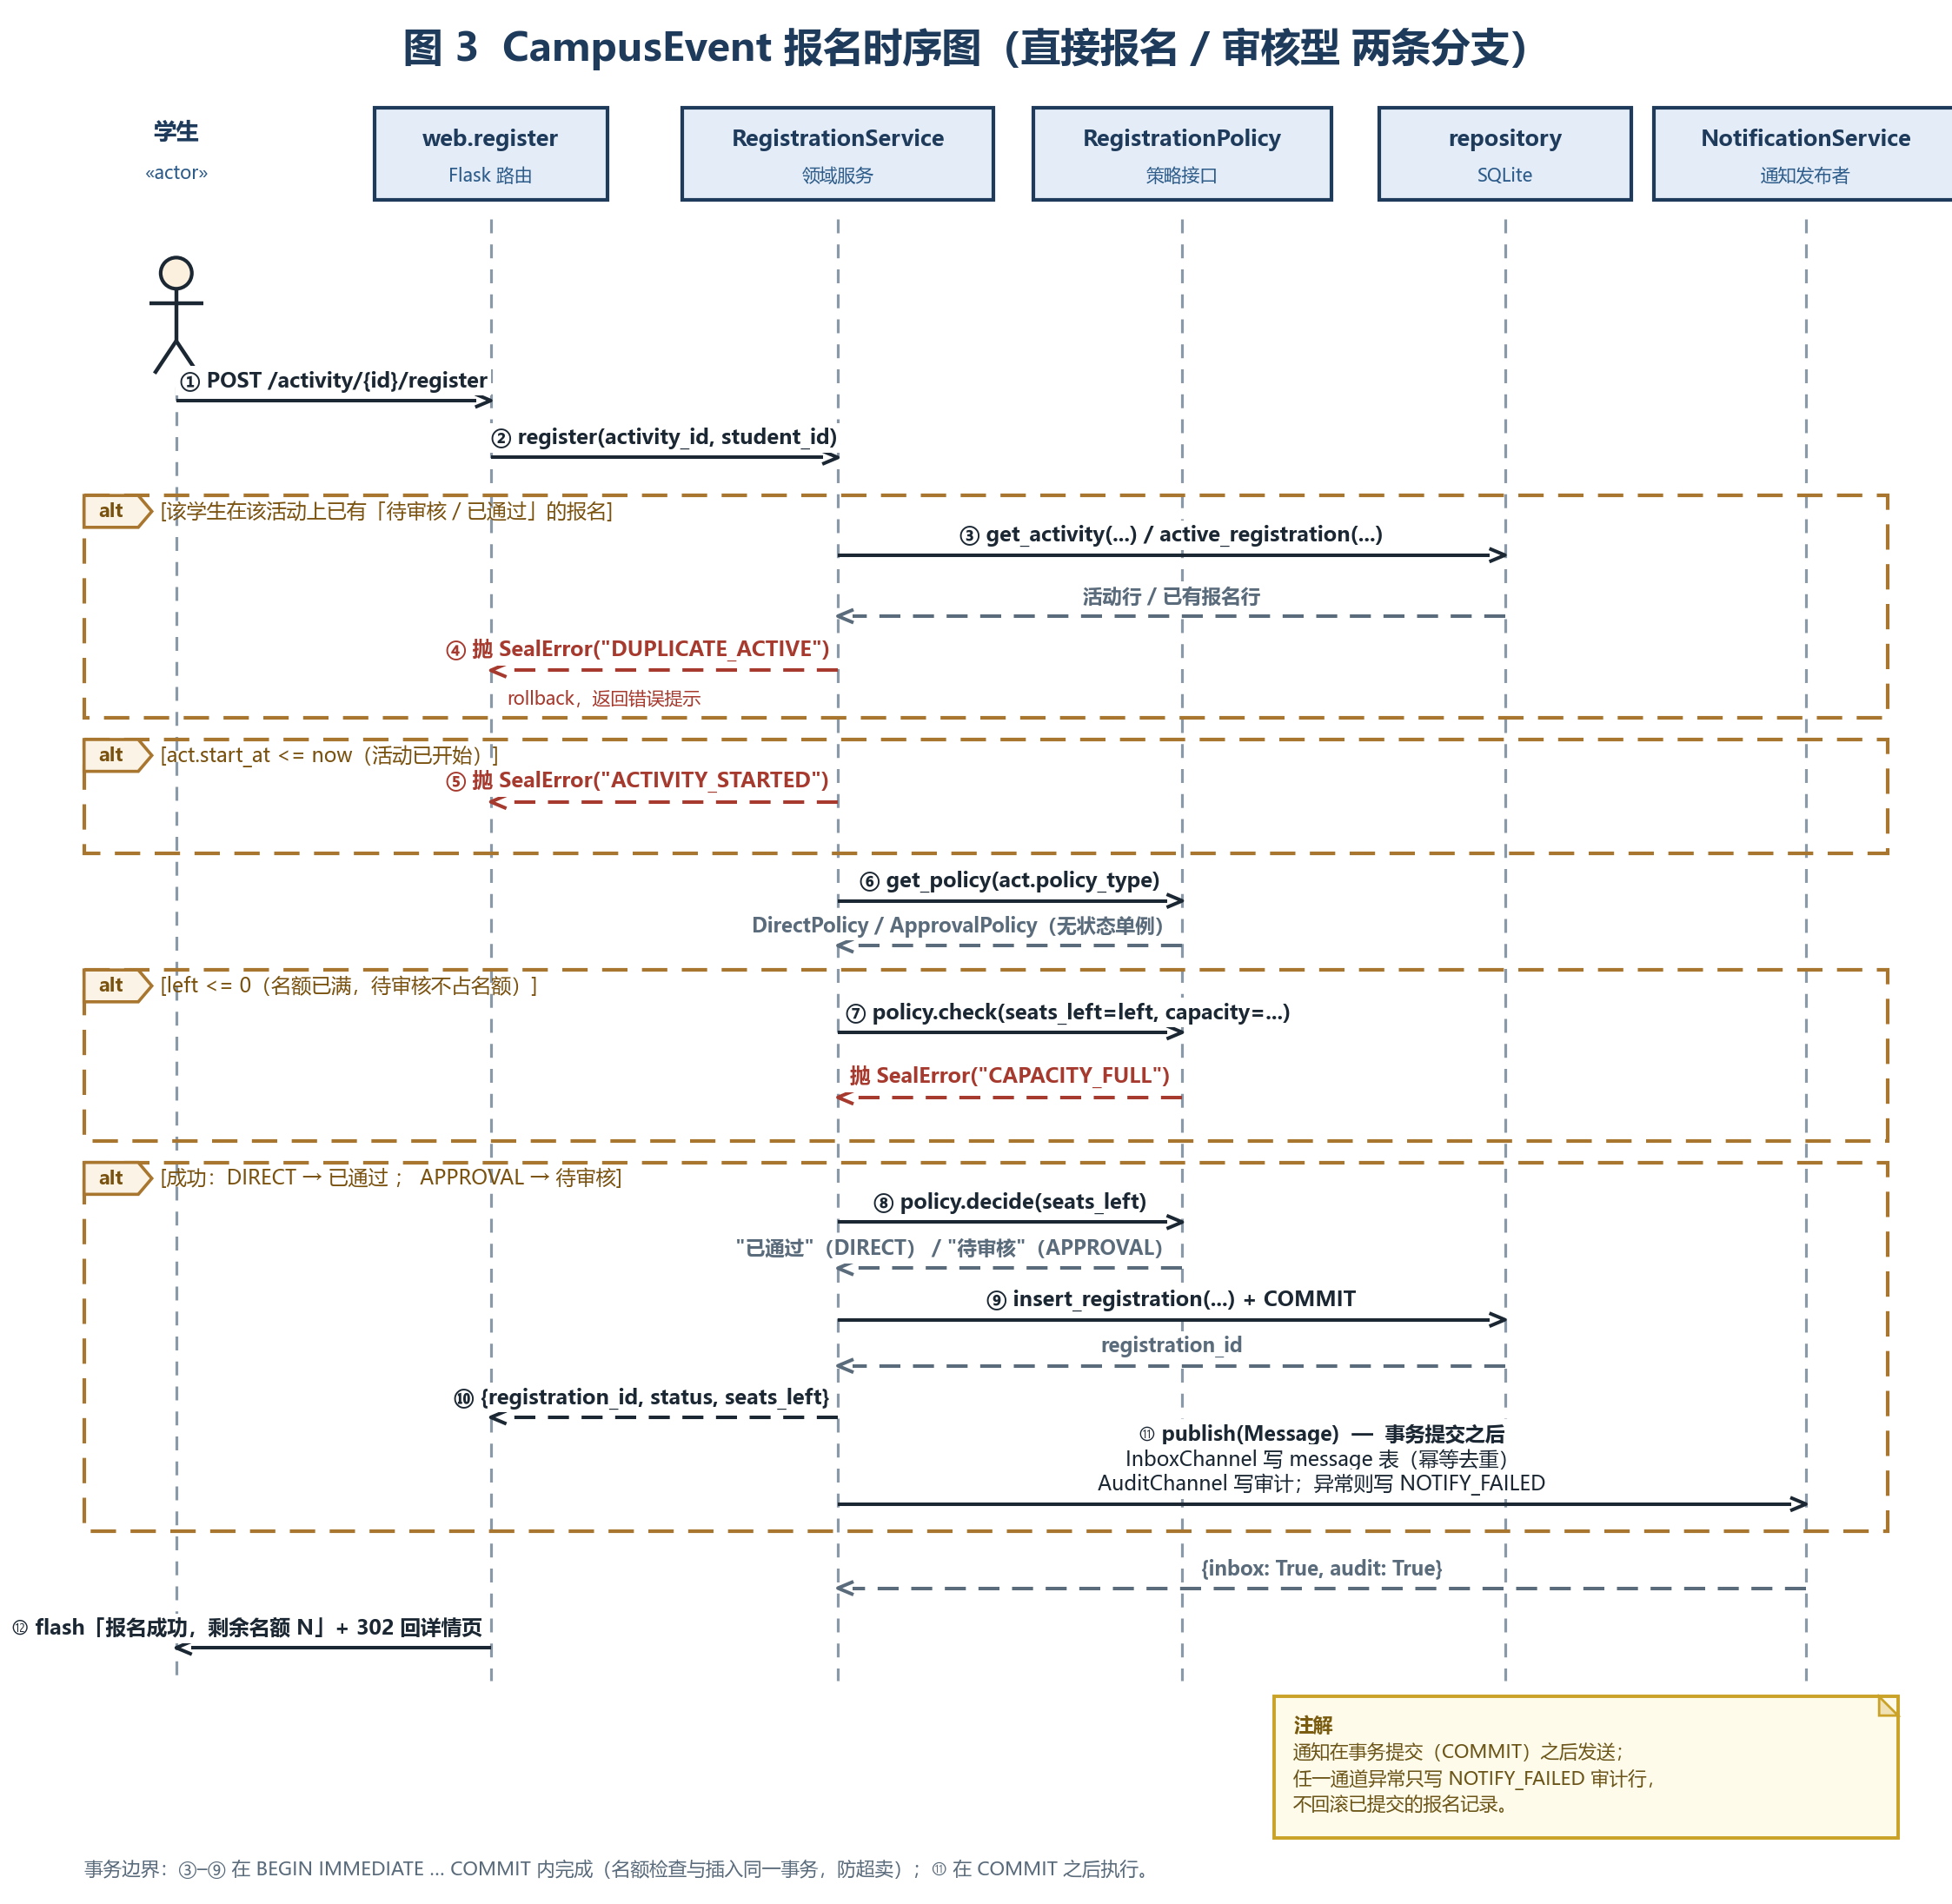 图 3 CampusEvent 报名时序图（直接报名 / 审核型 两条分支）
学生
«actor»
web.register
Flask 路由
RegistrationService
领域服务
RegistrationPolicy
策略接口
repository
SQLite
NotificationService
通知发布者
① POST /activity/{id}/register
② register(activity_id, student_id)
alt [该学生在该活动上已有「待审核 / 已通过」的报名]
③ get_activity(...) / active_registration(...)
活动行 / 已有报名行
④ 抛 SealError("DUPLICATE_ACTIVE")
rollback，返回错误提示
alt [act.start_at <= now（活动已开始）]
⑤ 抛 SealError("ACTIVITY_STARTED")
⑥ get_policy(act.policy_type)
DirectPolicy / ApprovalPolicy（无状态单例）
alt [left <= 0（名额已满，待审核不占名额）]
⑦ policy.check(seats_left=left, capacity=...)
抛 SealError("CAPACITY_FULL")
alt [成功：DIRECT → 已通过 ； APPROVAL → 待审核]
⑧ policy.decide(seats_left)
"已通过"（DIRECT） / "待审核"（APPROVAL）
⑨ insert_registration(...) + COMMIT
registration_id
⑩ {registration_id, status, seats_left}
⑪ publish(Message) — 事务提交之后
InboxChannel 写 message 表（幂等去重）
AuditChannel 写审计；异常则写 NOTIFY_FAILED
{inbox: True, audit: True}
⑫ flash「报名成功，剩余名额 N」+ 302 回详情页
注解
通知在事务提交（COMMIT）之后发送；
任一通道异常只写 NOTIFY_FAILED 审计行，
不回滚已提交的报名记录。
事务边界：③–⑨ 在 BEGIN IMMEDIATE ... COMMIT 内完成（名额检查与插入同一事务，防超卖）；⑪ 在 COMMIT 之后执行。